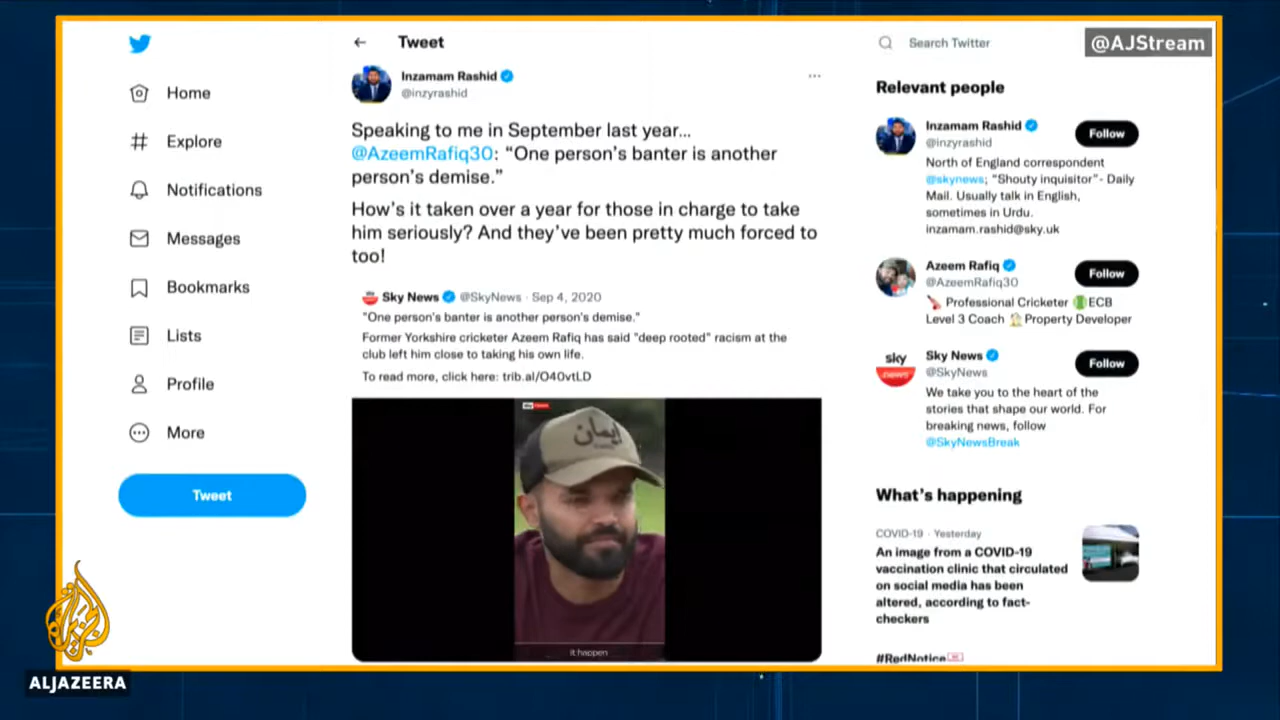 @AJStream
Home
Explore
Notifications
Messages
Bookmarks
Lists
Profile
More
Tweet
Tweet
Inzamam Rashid
@inzyrashid
Speaking to me in September last year...
@AzeemRafiq30: “One person’s banter is another
person’s demise.”
How’s it taken over a year for those in charge to take
him seriously? And they’ve been pretty much forced to
too!
Sky News @SkyNews · Sep 4, 2020
"One person's banter is another person's demise."
Former Yorkshire cricketer Azeem Rafiq has said "deep rooted" racism at the
club left him close to taking his own life.
To read more, click here: trib.al/O40vtLD
إيمان
it happen
Search Twitter
Relevant people
Inzamam Rashid
@inzyrashid
Follow
North of England correspondent
@skynews; “Shouty inquisitor”- Daily
Mail. Usually talk in English,
sometimes in Urdu.
inzamam.rashid@sky.uk
Azeem Rafiq
@AzeemRafiq30
Follow
Professional Cricketer ECB
Level 3 Coach Property Developer
sky
news
Sky News
@SkyNews
Follow
We take you to the heart of the
stories that shape our world. For
breaking news, follow
@SkyNewsBreak
What’s happening
COVID-19 · Yesterday
An image from a COVID-19
vaccination clinic that circulated
on social media has been
altered, according to fact-
checkers
#RedNotice
ALJAZEERA